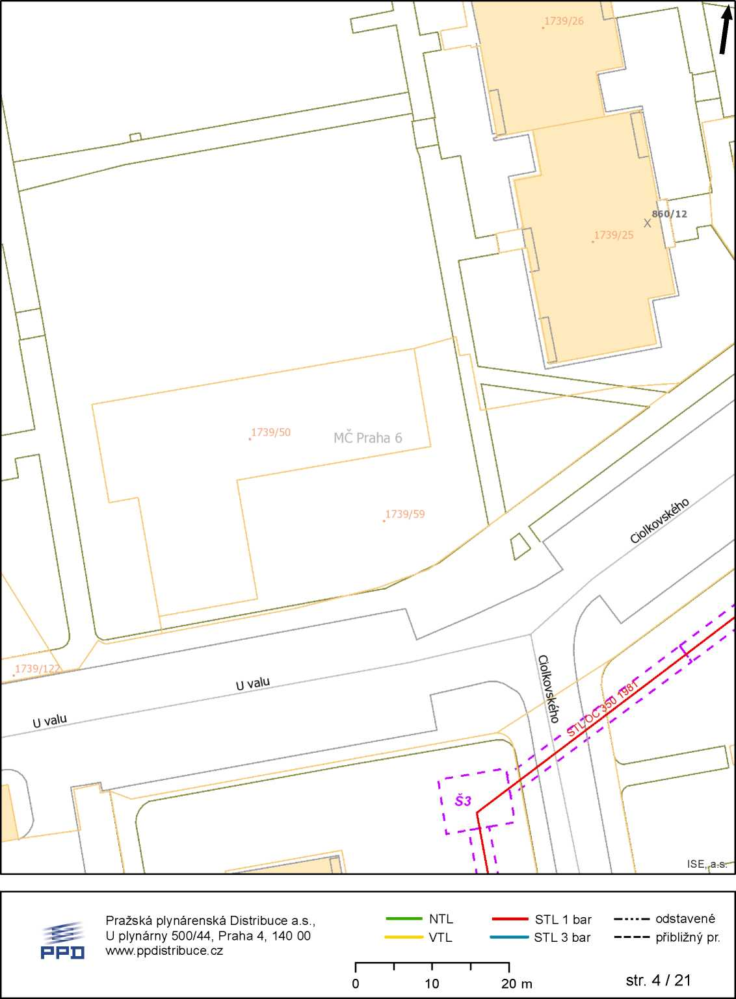 1739/26
860/12
1739/25
1739/50
MČ Praha 6
1739/59
Ciolkovského
1739/122
U valu
Ciolkovského
STL OC 350 1981
U valu
Š3
ISE, a.s.
PPD
Pražská plynárenská Distribuce a.s.,
U plynárny 500/44, Praha 4, 140 00
www.ppdistribuce.cz
NTL
STL 1 bar
odstavené
VTL
STL 3 bar
přibližný pr.
0 10 20 m
str. 4 / 21